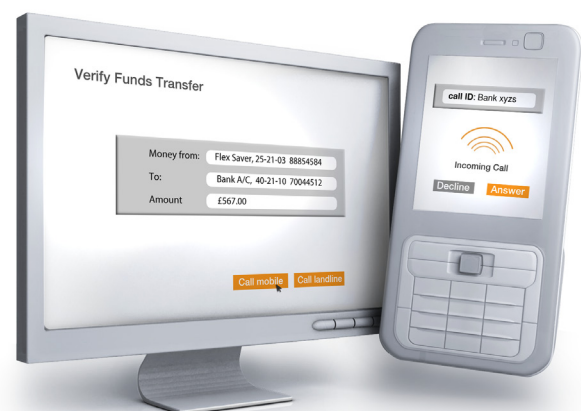 Verify Funds Transfer
Money from: Flex Saver, 25-21-03 88854584
To: Bank A/C, 40-21-10 70044512
Amount £567.00
Call mobile Call landline
call ID: Bank xyzs
Incoming Call
Decline Answer